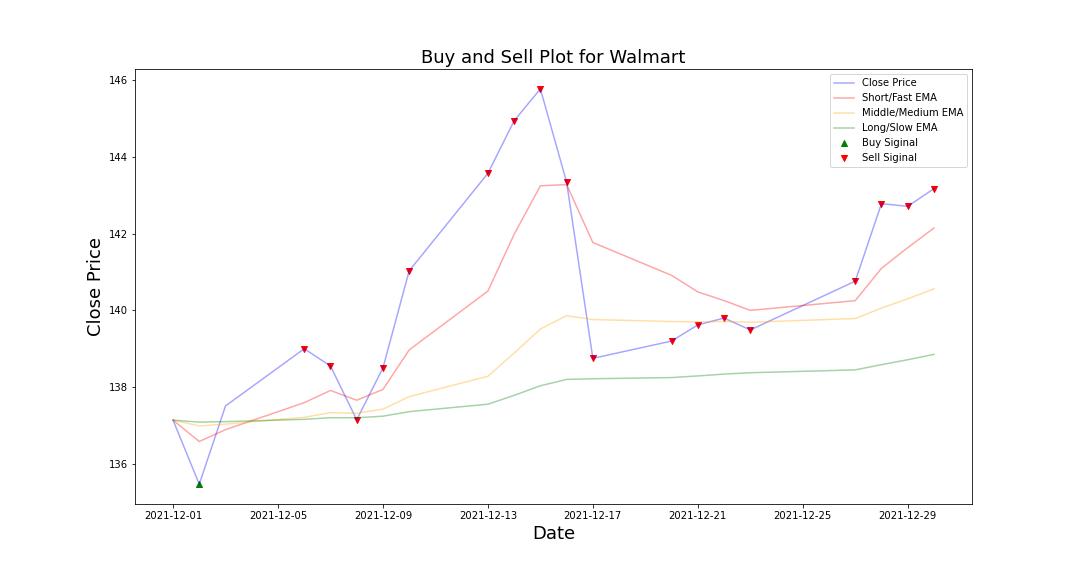 Buy and Sell Plot for Walmart
Close Price
Short/Fast EMA
Middle/Medium EMA
Long/Slow EMA
Buy Siginal
Sell Siginal
146
144
142
140
138
136
Close Price
2021-12-01 2021-12-05 2021-12-09 2021-12-13 2021-12-17 2021-12-21 2021-12-25 2021-12-29
Date